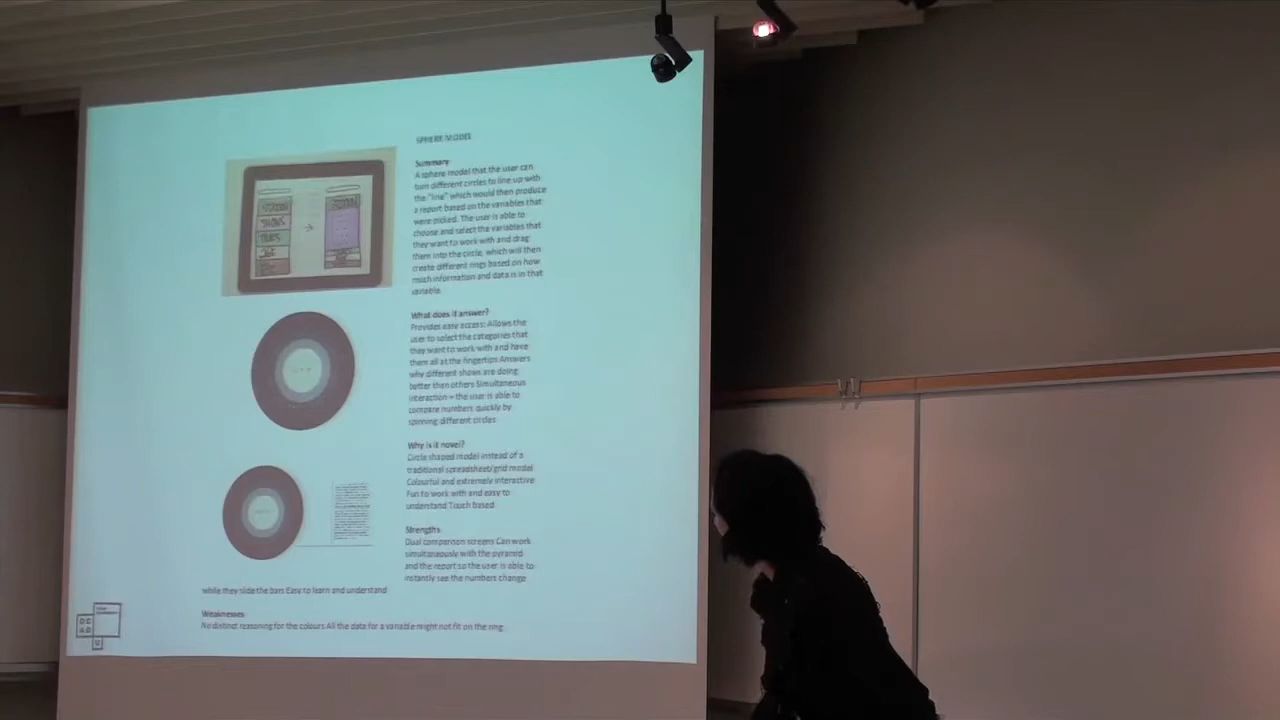 SPHERE MODEL
Summary
A sphere model that the user can
turn different circles to line up with
the "line" which would then produce
a report based on the variables that
were picked. The user is able to
choose and select the variables that
they want to work with and drag
them into the circle, which will then
create different rings based on how
much information and data is in that
variable.
What does it answer?
Provides easy access: Allows the
user to select the categories that
they want to work with and have
them all at the fingertips Answers
why different shows are doing
better than others Simultaneous
interaction = the user is able to
compare numbers quickly by
spinning different circles
Why is it novel?
Circle shaped model instead of a
traditional spreadsheet/grid model
Colourful and extremely interactive
Fun to work with and easy to
understand Touch based
Strengths
Dual comparison screens Can work
simultaneously with the pyramid
and the report so the user is able to
instantly see the numbers change
while they slide the bars Easy to learn and understand
Weaknesses
No distinct reasoning for the colours All the data for a variable might not fit on the ring
OC
AD
U